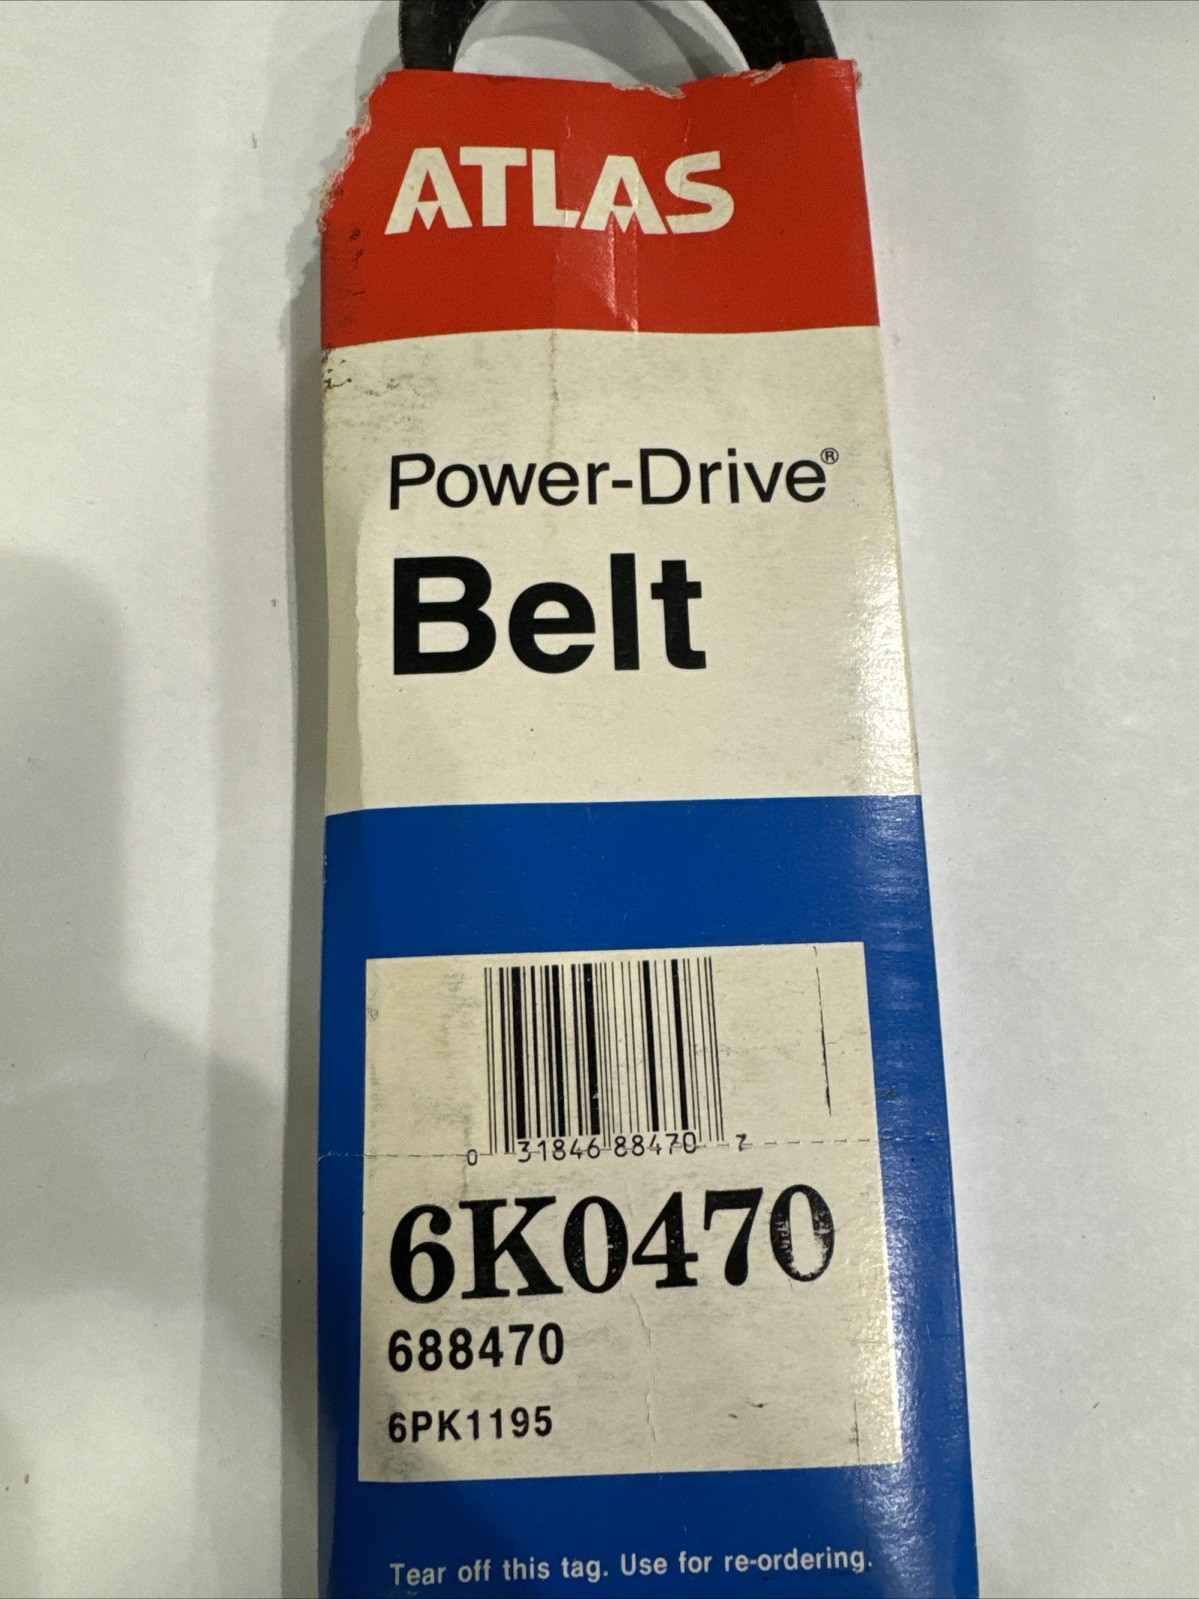 ATLAS
Power-Drive®
Belt
0 31846 88470 7
6K0470
688470
6PK1195
Tear off this tag. Use for re-ordering.